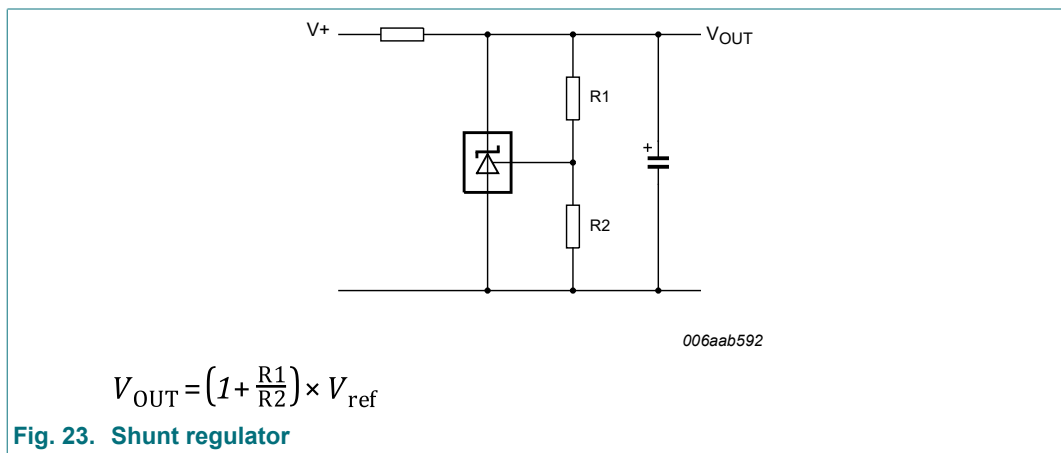 V+
VOUT
R1
+
R2
006aab592
VOUT = (1 + R1/R2) × Vref
Fig. 23. Shunt regulator